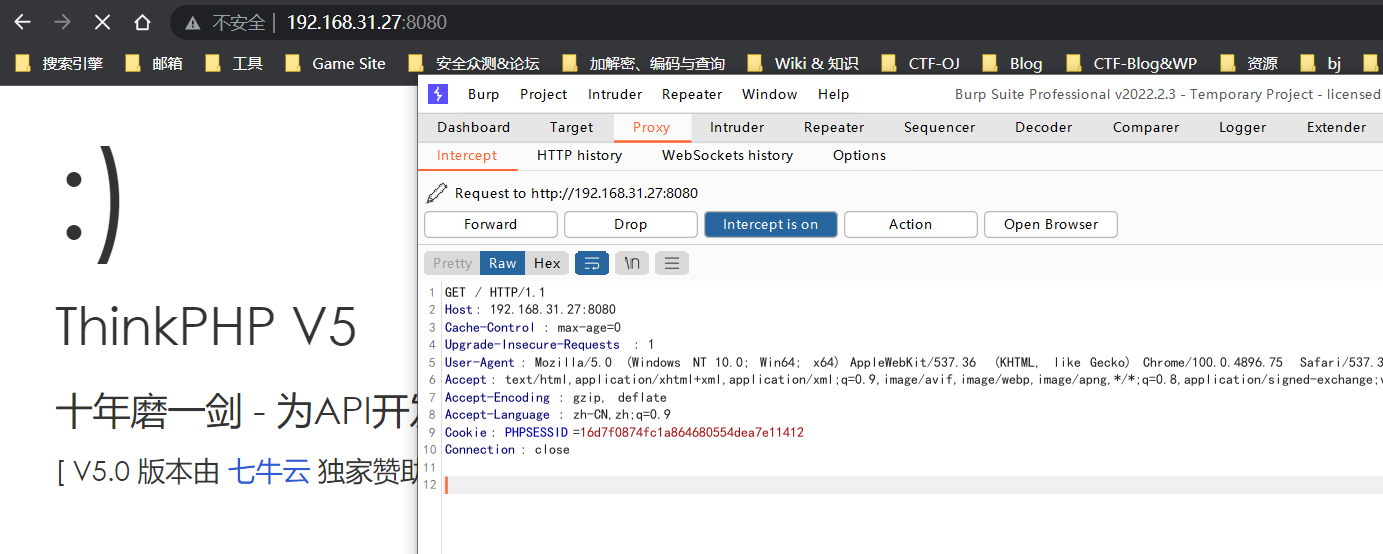 不安全 | 192.168.31.27:8080
搜索引擎 邮箱 工具 Game Site 安全众测&论坛 加解密、编码与查询 Wiki & 知识 CTF-OJ Blog CTF-Blog&WP 资源 bj
:)
ThinkPHP V5
十年磨一剑 - 为API开发
[ V5.0 版本由 七牛云 独家赞助
Burp Project Intruder Repeater Window Help Burp Suite Professional v2022.2.3 - Temporary Project - licensed
Dashboard Target Proxy Intruder Repeater Sequencer Decoder Comparer Logger Extender
Intercept HTTP history WebSockets history Options
Request to http://192.168.31.27:8080
Forward Drop Intercept is on Action Open Browser
Pretty Raw Hex \n
1 GET / HTTP/1.1
2 Host: 192.168.31.27:8080
3 Cache-Control: max-age=0
4 Upgrade-Insecure-Requests: 1
5 User-Agent: Mozilla/5.0 (Windows NT 10.0; Win64; x64) AppleWebKit/537.36 (KHTML, like Gecko) Chrome/100.0.4896.75 Safari/537.3
6 Accept: text/html,application/xhtml+xml,application/xml;q=0.9,image/avif,image/webp,image/apng,*/*;q=0.8,application/signed-exchange;v
7 Accept-Encoding: gzip, deflate
8 Accept-Language: zh-CN,zh;q=0.9
9 Cookie: PHPSESSID=16d7f0874fc1a864680554dea7e11412
10 Connection: close
11
12